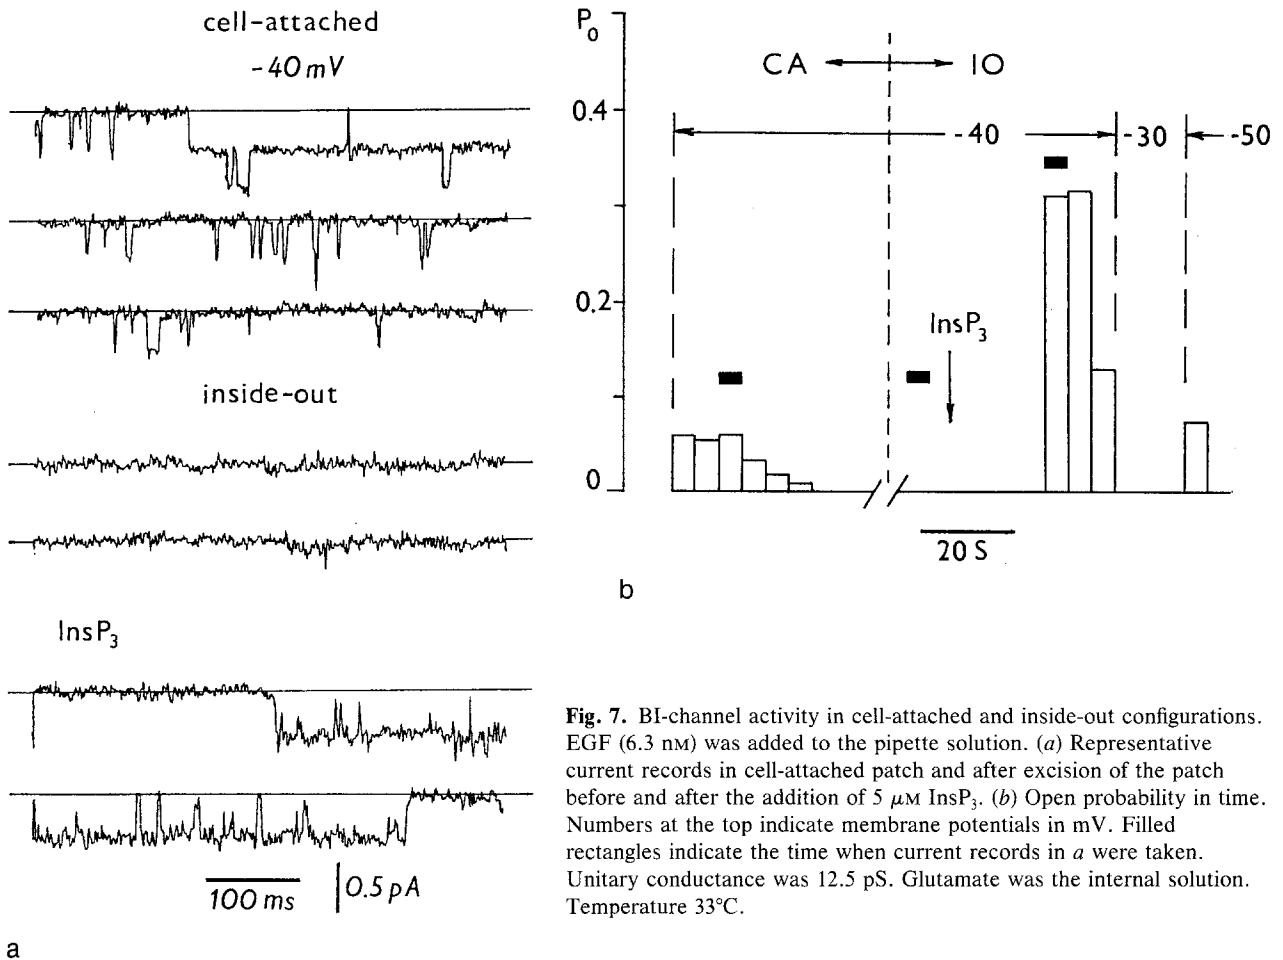 cell-attached
-40 mV
inside-out
InsP3
100 ms
0.5 pA
a
Po
0.4
0.2
0
CA
IO
-40
-30
-50
InsP3
20 S
b
Fig. 7. BI-channel activity in cell-attached and inside-out configurations.
EGF (6.3 nM) was added to the pipette solution. (a) Representative
current records in cell-attached patch and after excision of the patch
before and after the addition of 5 μM InsP3. (b) Open probability in time.
Numbers at the top indicate membrane potentials in mV. Filled
rectangles indicate the time when current records in a were taken.
Unitary conductance was 12.5 pS. Glutamate was the internal solution.
Temperature 33°C.